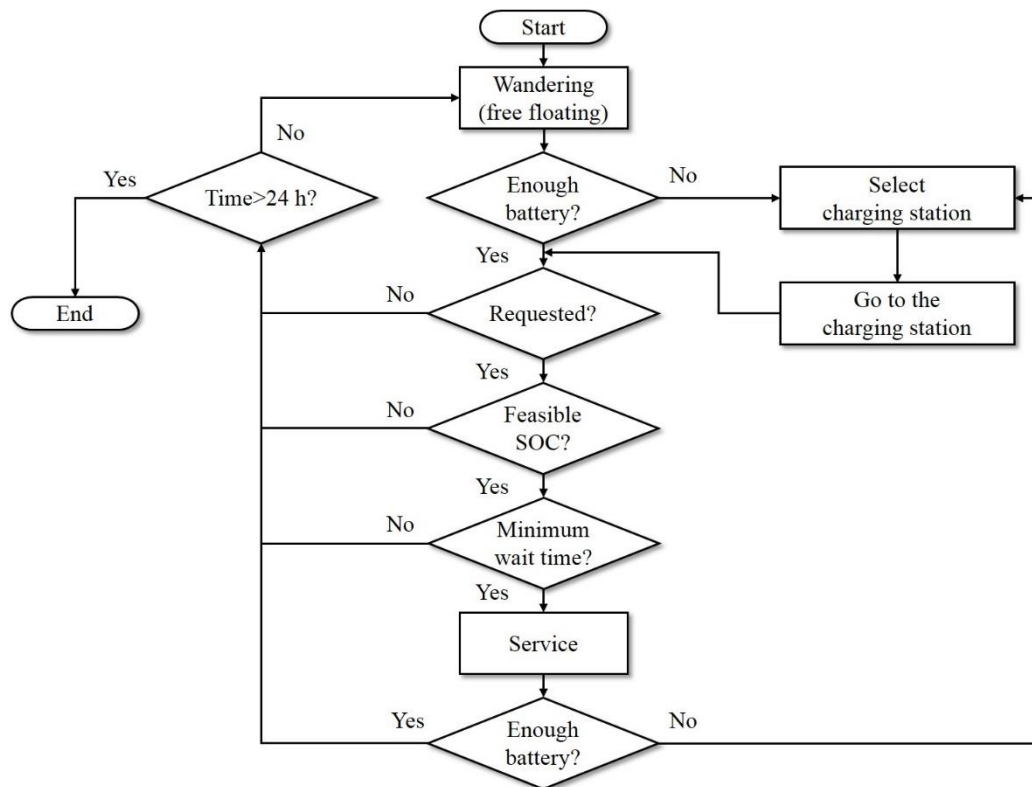 Start
Wandering
(free floating)
No
Yes
Time>24 h?
Enough
battery?
No
Select
charging station
Yes
End
No
Requested?
Go to the
charging station
Yes
No
Feasible
SOC?
Yes
No
Minimum
wait time?
Yes
Service
Yes
Enough
battery?
No